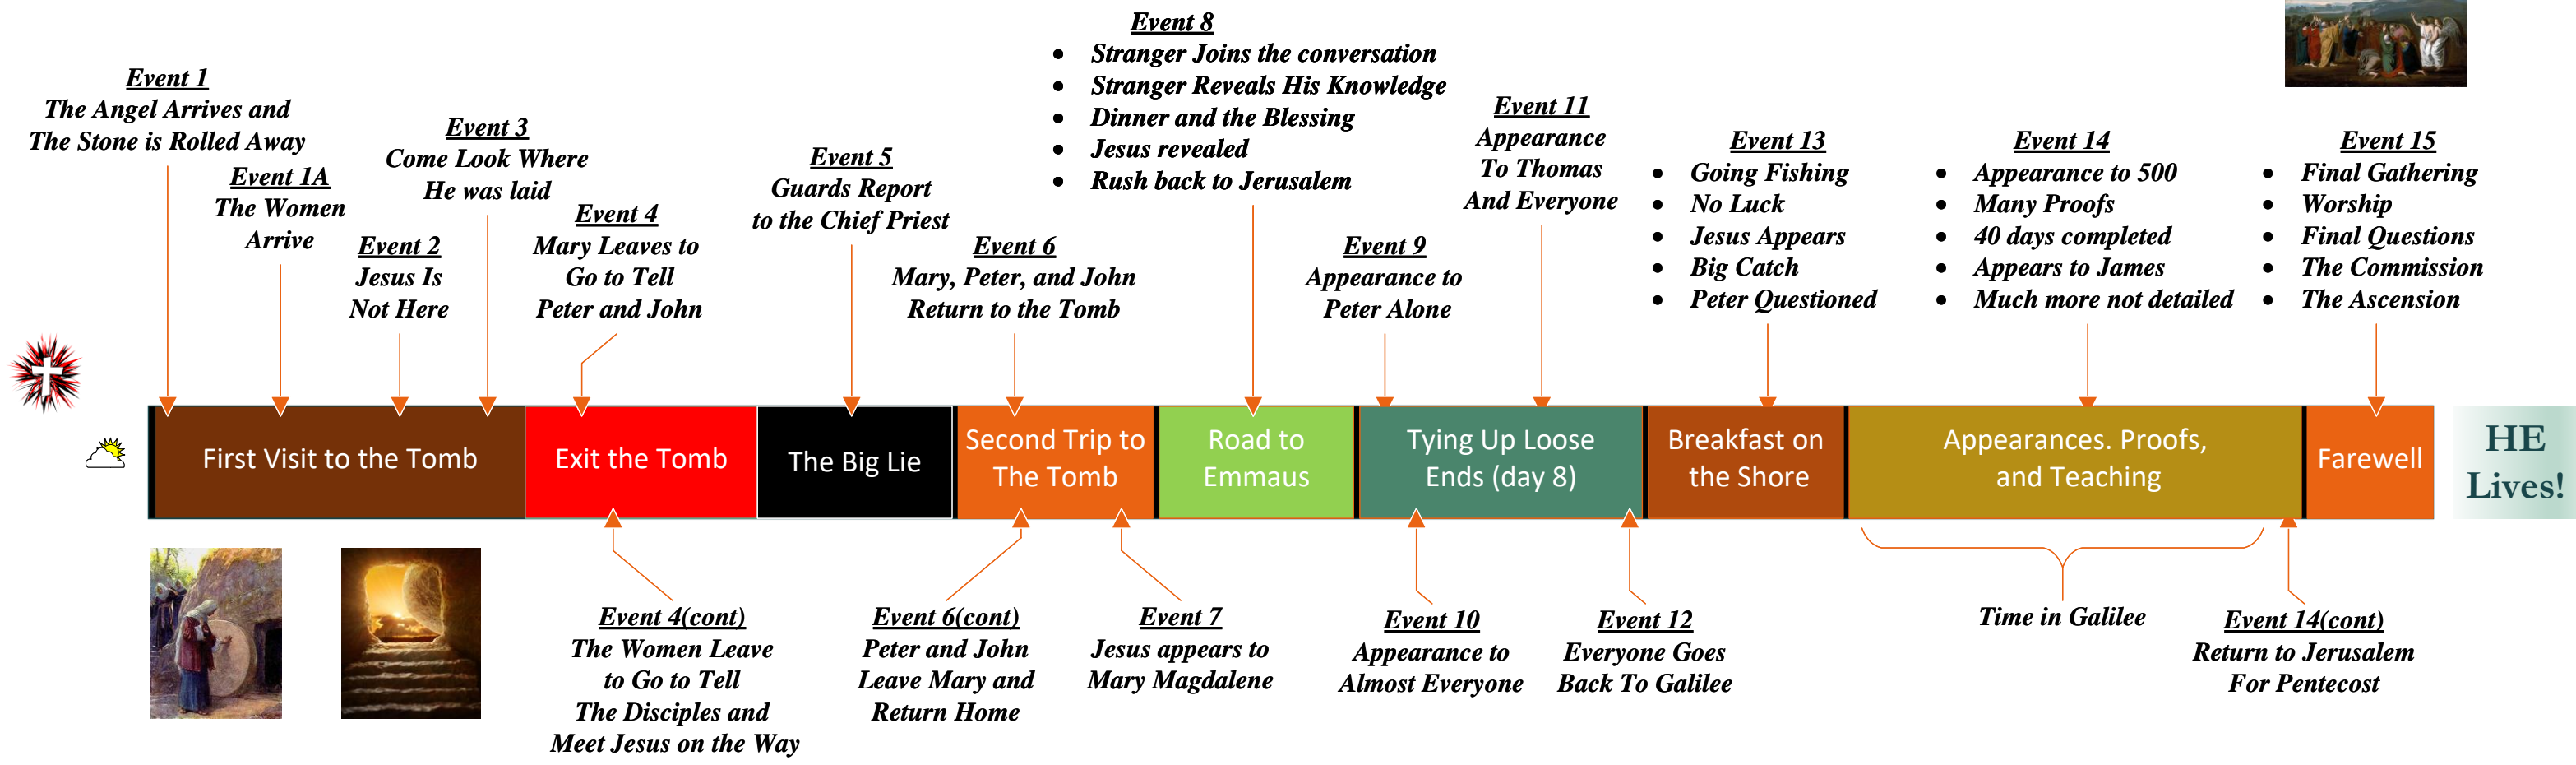 Event 1
The Angel Arrives and
The Stone is Rolled Away
Event 1A
The Women
Arrive
Event 2
Jesus Is
Not Here
Event 3
Come Look Where
He was laid
Event 4
Mary Leaves to
Go to Tell
Peter and John
Event 5
Guards Report
to the Chief Priest
Event 6
Mary, Peter, and John
Return to the Tomb
Event 8
• Stranger Joins the conversation
• Stranger Reveals His Knowledge
• Dinner and the Blessing
• Jesus revealed
• Rush back to Jerusalem
Event 9
Appearance to
Peter Alone
Event 11
Appearance
To Thomas
And Everyone
Event 13
• Going Fishing
• No Luck
• Jesus Appears
• Big Catch
• Peter Questioned
Event 14
• Appearance to 500
• Many Proofs
• 40 days completed
• Appears to James
• Much more not detailed
Event 15
• Final Gathering
• Worship
• Final Questions
• The Commission
• The Ascension
First Visit to the Tomb
Exit the Tomb
The Big Lie
Second Trip to
The Tomb
Road to
Emmaus
Tying Up Loose
Ends (day 8)
Breakfast on
the Shore
Appearances. Proofs,
and Teaching
Farewell
HE
Lives!
Event 4(cont)
The Women Leave
to Go to Tell
The Disciples and
Meet Jesus on the Way
Event 6(cont)
Peter and John
Leave Mary and
Return Home
Event 7
Jesus appears to
Mary Magdalene
Event 10
Appearance to
Almost Everyone
Event 12
Everyone Goes
Back To Galilee
Time in Galilee
Event 14(cont)
Return to Jerusalem
For Pentecost